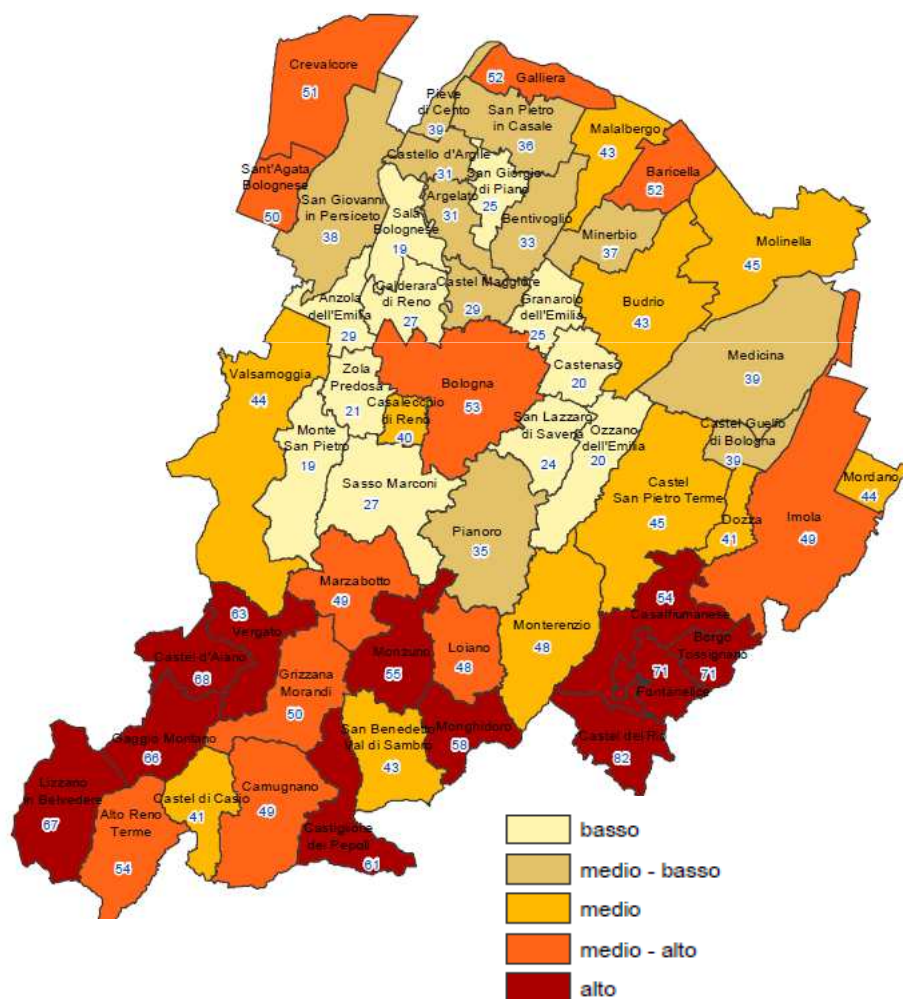 Crevalcore
51
52
Galliera
Pieve
di Cento
39
San Pietro
in Casale
36
Malalbergo
43
Baricella
52
Sant'Agata
Bolognese
50
San Giovanni
in Persiceto
38
Castello d'Argile
31
San Giorgio
di Piano
25
Argelato
31
Bentivoglio
33
Sala
Bolognese
19
Minerbio
37
Molinella
45
Anzola
dell'Emilia
29
Calderara
di Reno
27
Castel Maggiore
29
Granarolo
dell'Emilia
25
Budrio
43
Medicina
39
Valsamoggia
44
Zola
Predosa
21
Bologna
53
Castenaso
20
Casalecchio
di Reno
40
Monte
San Pietro
19
San Lazzaro
di Savena
24
Ozzano
dell'Emilia
20
Castel Guelfo
di Bologna
39
Castel
San Pietro Terme
45
Mordano
44
Sasso Marconi
27
Dozza
41
Imola
49
Pianoro
35
Marzabotto
49
63
Vergato
54
Casalfiumanese
Monterenzio
48
Loiano
48
Monzuno
55
Borgo
Tossignano
71
71
Fontanelice
Castel d'Aiano
68
Grizzana
Morandi
50
San Benedetto
Val di Sambro
43
Monghidoro
58
Castel del Rio
82
Gaggio Montano
66
Lizzano
in Belvedere
67
Alto Reno
Terme
54
Castel di Casio
41
Camugnano
49
Castiglione
dei Pepoli
61
basso
medio - basso
medio
medio - alto
alto